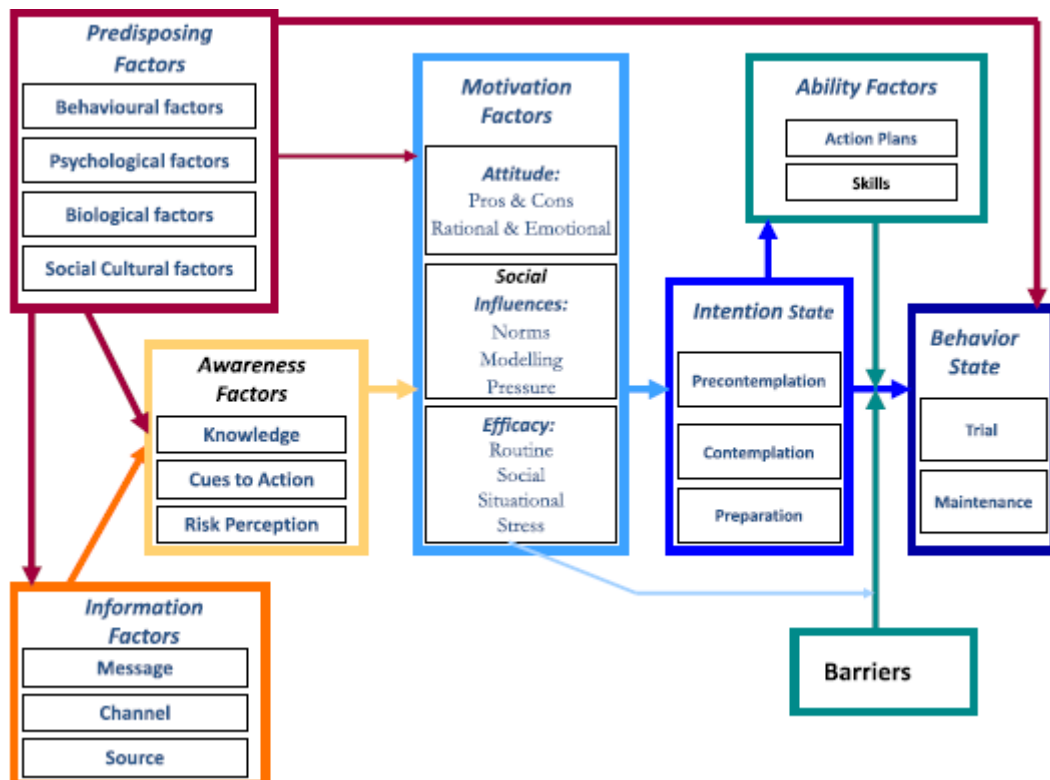 Predisposing
Factors
Behavioural factors
Psychological factors
Biological factors
Social Cultural factors
Awareness
Factors
Knowledge
Cues to Action
Risk Perception
Information
Factors
Message
Channel
Source
Motivation
Factors
Attitude:
Pros & Cons
Rational & Emotional
Social
Influences:
Norms
Modelling
Pressure
Efficacy:
Routine
Social
Situational
Stress
Intention State
Precontemplation
Contemplation
Preparation
Ability Factors
Action Plans
Skills
Barriers
Behavior
State
Trial
Maintenance